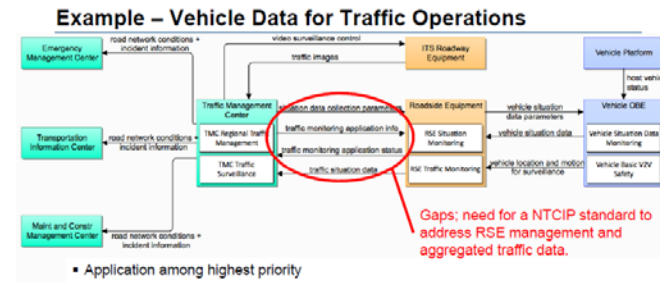 Example – Vehicle Data for Traffic Operations
Emergency
Management Center
road network conditions +
incident information
video surveillance control
traffic images
ITS Roadway
Equipment
Vehicle Platform
host vehi
status
Traffic Management
Center
situation data collection parameters
Roadside Equipment
vehicle situation
data parameters
Vehicle OBE
Transportation
Information Center
road network conditions +
incident information
TMC Regional Traffic
Management
traffic monitoring application info
RSE Situation
Monitoring
vehicle situation data
Vehicle Situation Data
Monitoring
traffic monitoring application status
TMC Traffic
Surveillance
traffic situation data
RSE Traffic Monitoring
vehicle location and motion
for surveillance
Vehicle Basic V2V
Safety
Maint and Constr
Management Center
road network conditions +
incident information
Gaps; need for a NTCIP standard to
address RSE management and
aggregated traffic data.
▪ Application among highest priority